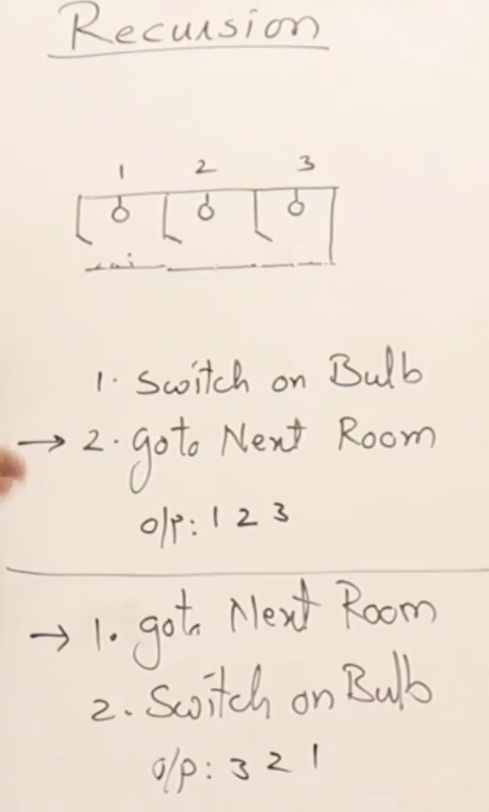 Recursion
1 2 3
1. Switch on Bulb
→ 2. goto Next Room
o/p: 1 2 3
→ 1. goto Next Room
2. Switch on Bulb
o/p: 3 2 1